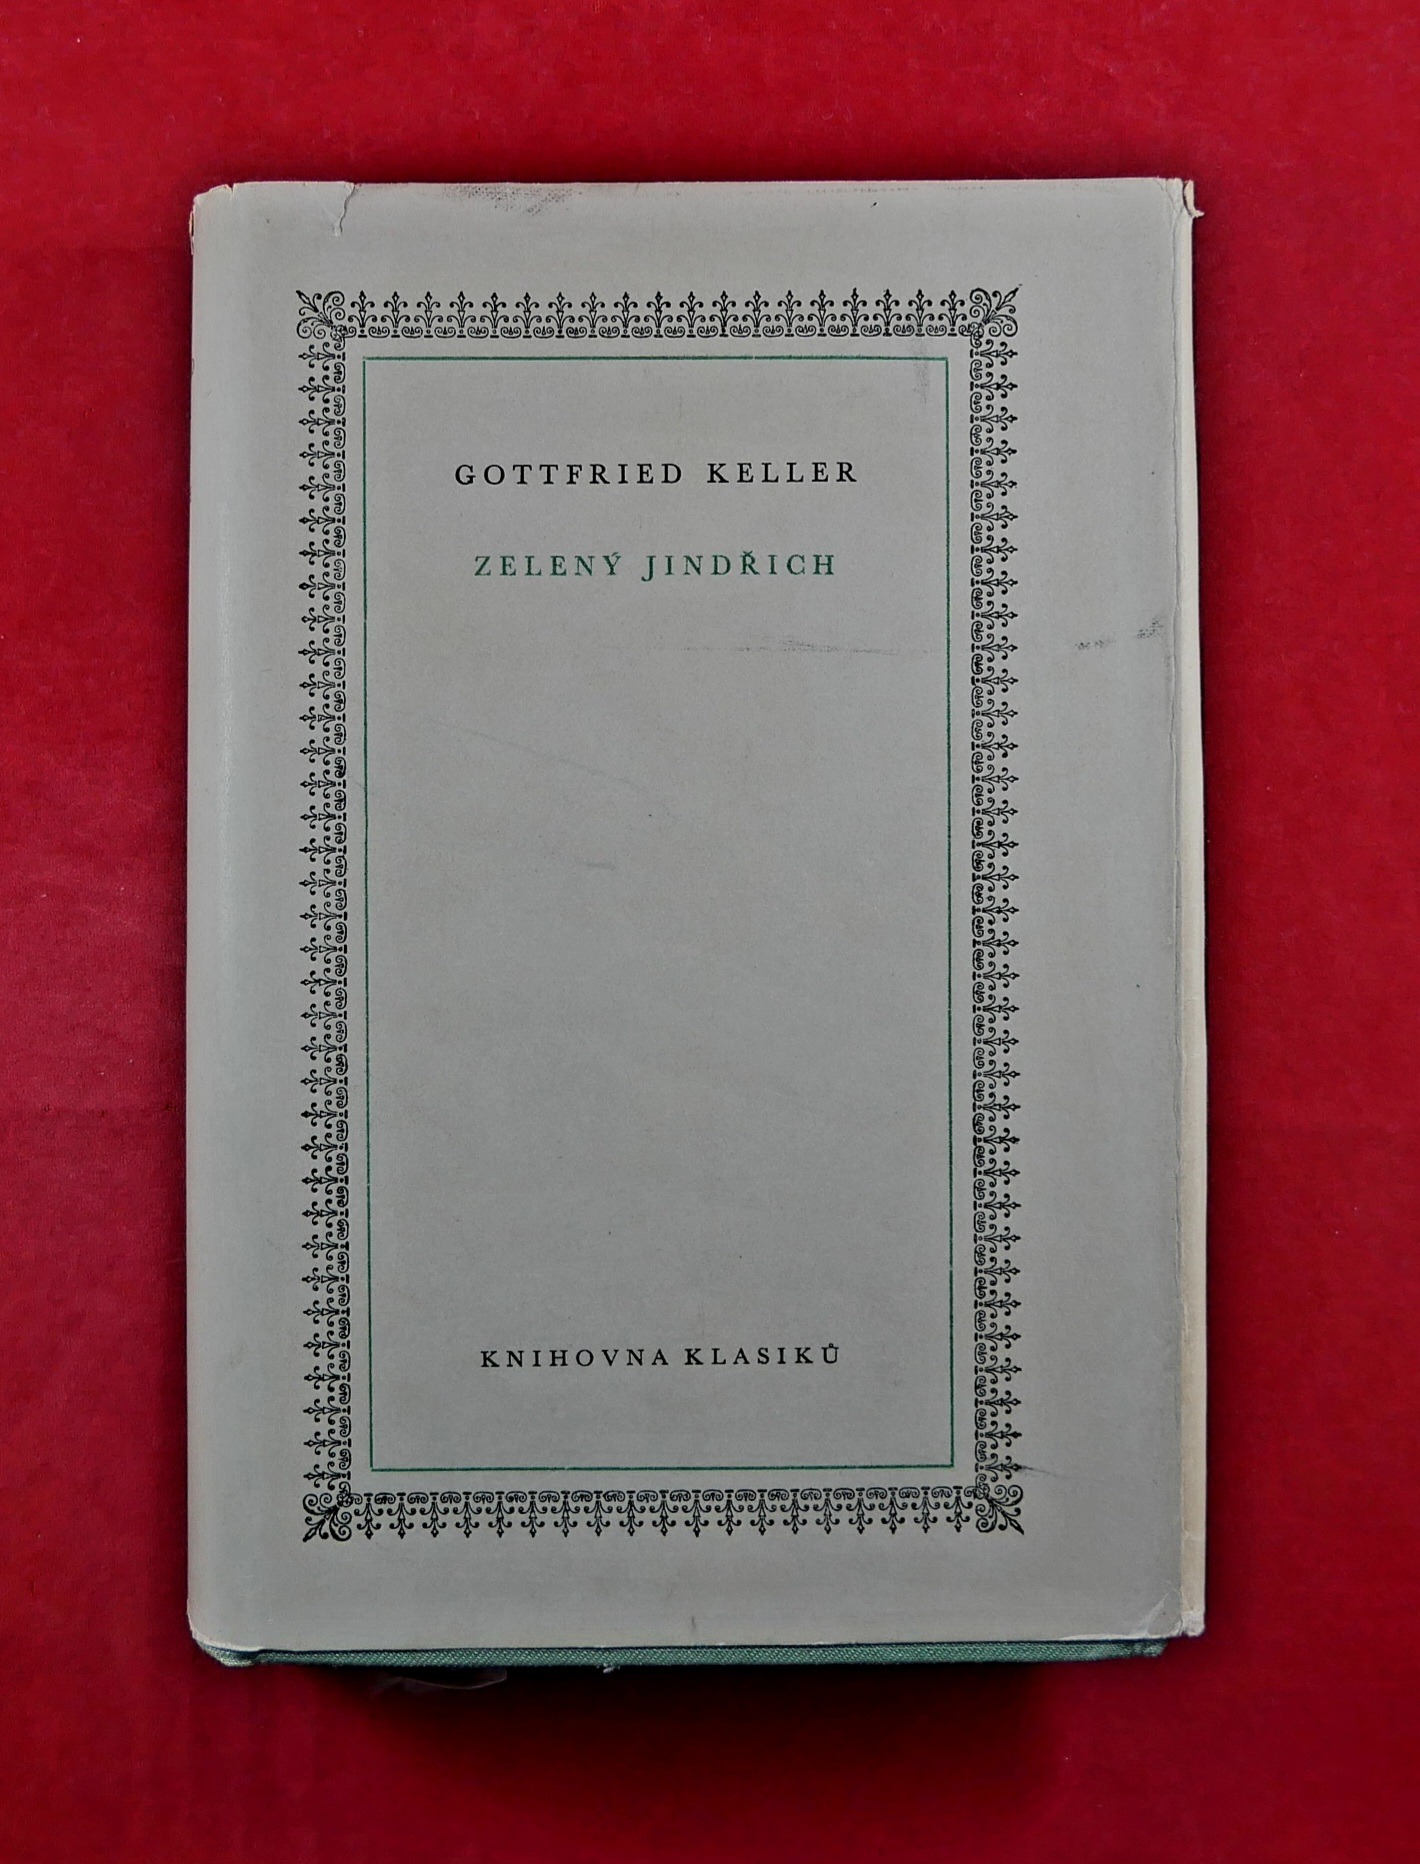 GOTTFRIED KELLER
ZELENÝ JINDŘICH
KNIHOVNA KLASIKŮ